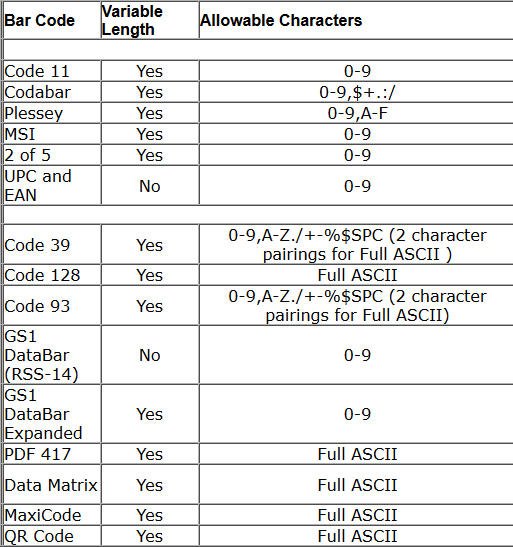 Bar Code Variable Length Allowable Characters
Code 11 Yes 0-9
Codabar Yes 0-9,$+.:/
Plessey Yes 0-9,A-F
MSI Yes 0-9
2 of 5 Yes 0-9
UPC and EAN No 0-9
Code 39 Yes 0-9,A-Z./+-%$SPC (2 character pairings for Full ASCII )
Code 128 Yes Full ASCII
Code 93 Yes 0-9,A-Z./+-%$SPC (2 character pairings for Full ASCII)
GS1 DataBar (RSS-14) No 0-9
GS1 DataBar Expanded Yes 0-9
PDF 417 Yes Full ASCII
Data Matrix Yes Full ASCII
MaxiCode Yes Full ASCII
QR Code Yes Full ASCII